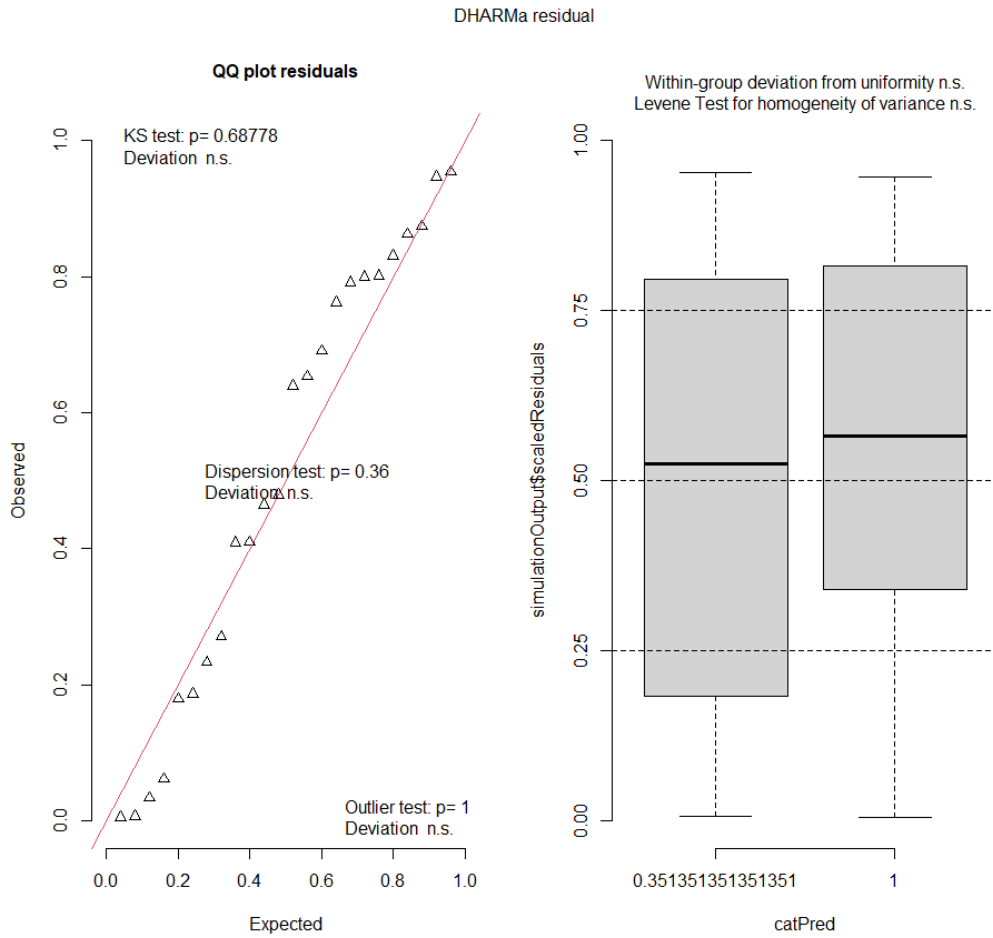 DHARMa residual
QQ plot residuals
KS test: p= 0.68778
Deviation n.s.
Dispersion test: p= 0.36
Deviation n.s.
Outlier test: p= 1
Deviation n.s.
Observed
1.0
0.8
0.6
0.4
0.2
0.0
0.0 0.2 0.4 0.6 0.8 1.0
Expected
Within-group deviation from uniformity n.s.
Levene Test for homogeneity of variance n.s.
simulationOutput$scaledResiduals
1.00
0.75
0.50
0.25
0.00
0.351351351351351 1
catPred